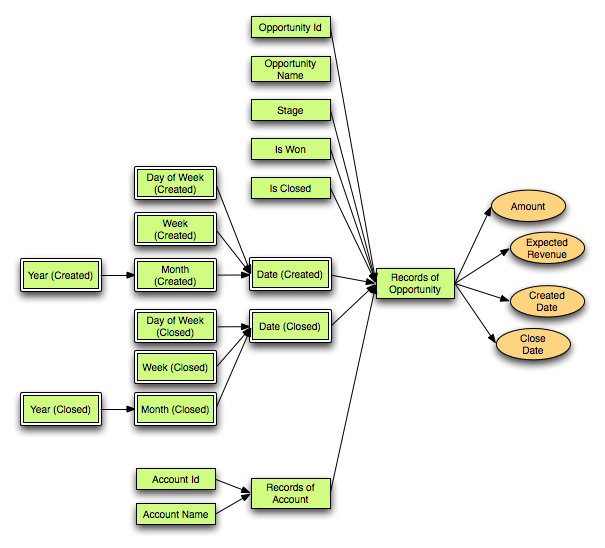 Opportunity Id
Opportunity
Name
Stage
Is Won
Is Closed
Day of Week
(Created)
Week
(Created)
Year (Created)
Month
(Created)
Date (Created)
Records of
Opportunity
Amount
Expected
Revenue
Created
Date
Close
Date
Day of Week
(Closed)
Date (Closed)
Week (Closed)
Year (Closed)
Month (Closed)
Account Id
Account Name
Records of
Account